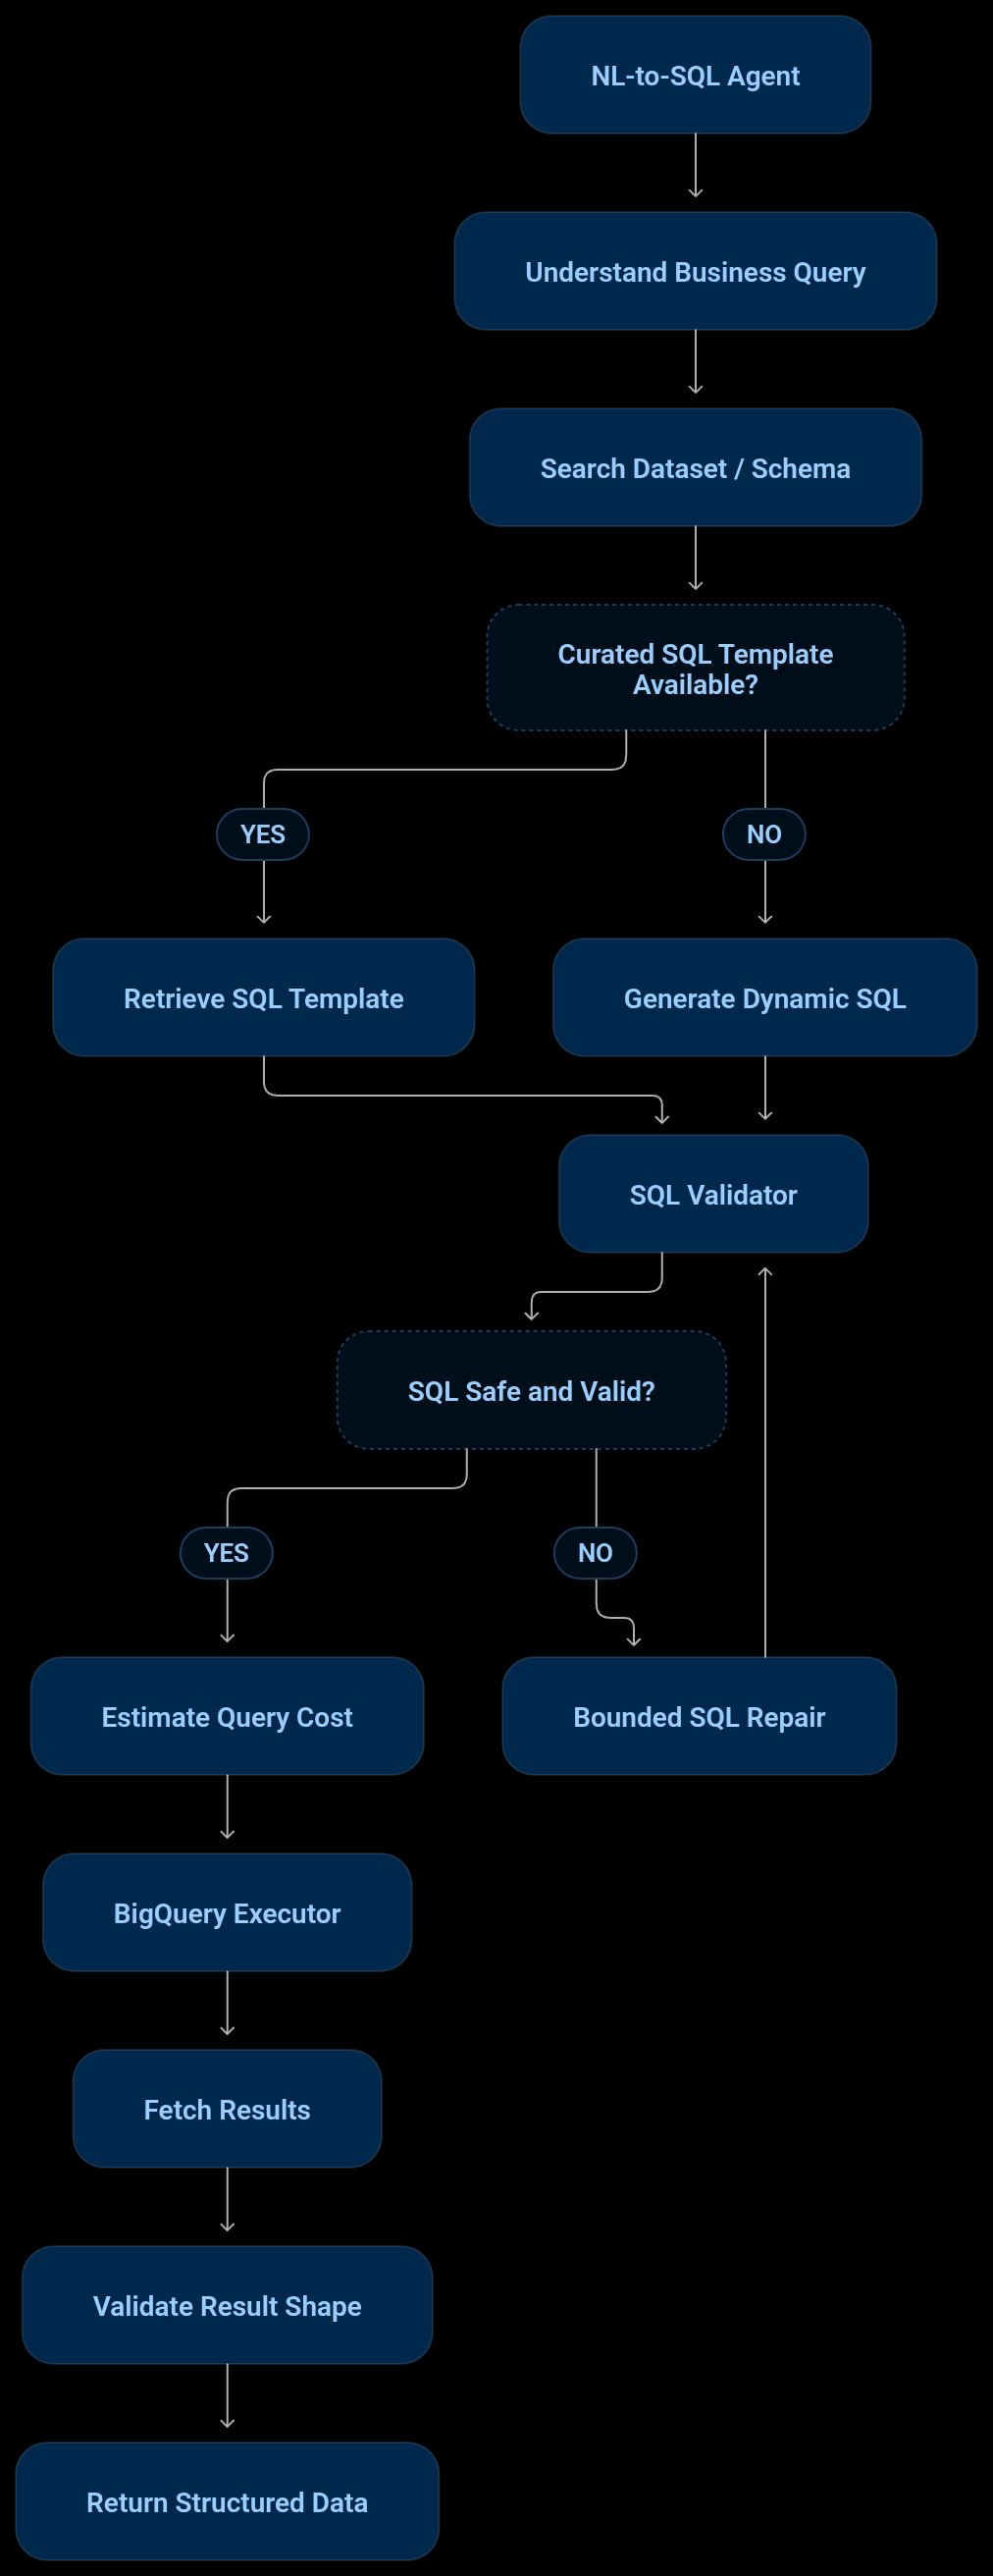 NL-to-SQL Agent
Understand Business Query
Search Dataset / Schema
Curated SQL Template
Available?
YES
NO
Retrieve SQL Template
Generate Dynamic SQL
SQL Validator
SQL Safe and Valid?
YES
NO
Estimate Query Cost
Bounded SQL Repair
BigQuery Executor
Fetch Results
Validate Result Shape
Return Structured Data